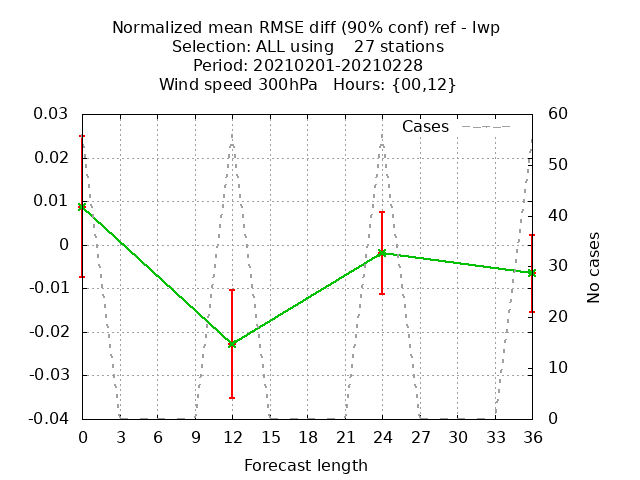 Normalized mean RMSE diff (90% conf) ref - lwp
Selection: ALL using    27 stations
Period: 20210201-20210228
Wind speed 300hPa   Hours: {00,12}
Cases
0.03
0.02
0.01
0
-0.01
-0.02
-0.03
-0.04
60
50
40
30
20
10
0
No cases
0 3 6 9 12 15 18 21 24 27 30 33 36
Forecast length